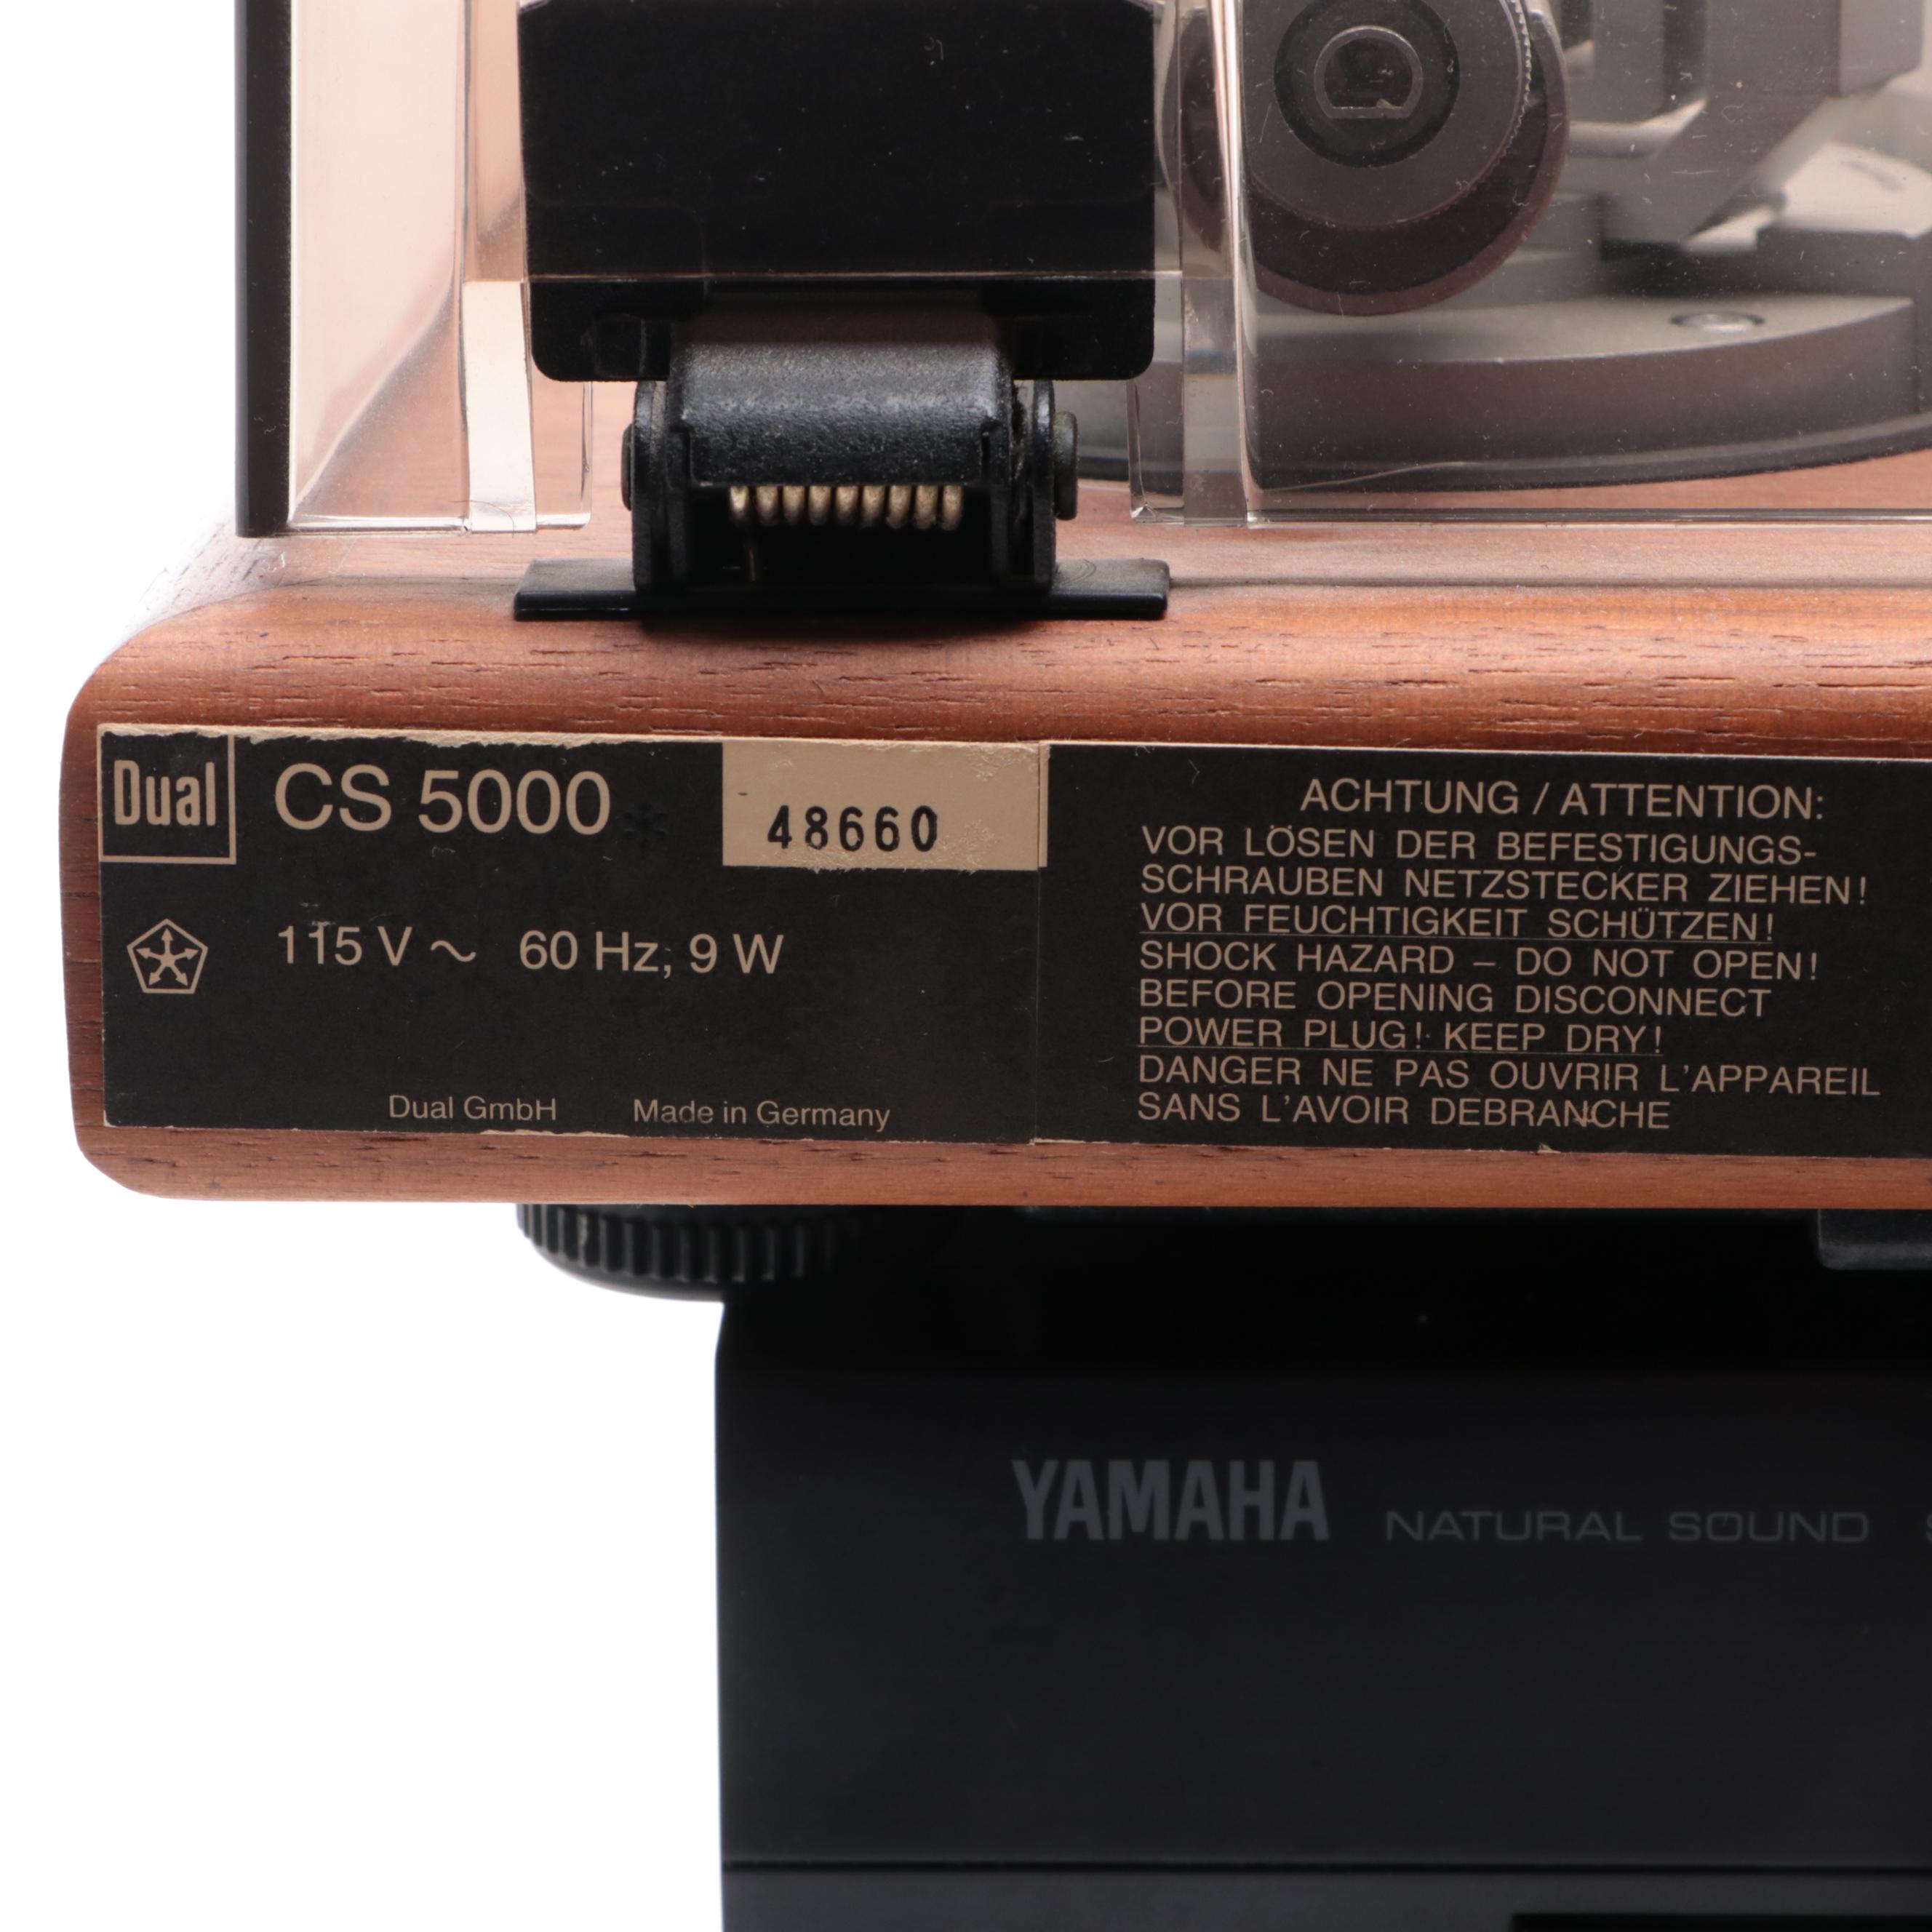 Dual CS 5000 48660
115 V ~ 60 Hz; 9 W
Dual GmbH Made in Germany
ACHTUNG / ATTENTION:
VOR LÖSEN DER BEFESTIGUNGS-
SCHRAUBEN NETZSTECKER ZIEHEN!
VOR FEUCHTIGKEIT SCHÜTZEN!
SHOCK HAZARD – DO NOT OPEN!
BEFORE OPENING DISCONNECT
POWER PLUG! KEEP DRY!
DANGER NE PAS OUVRIR L'APPAREIL
SANS L'AVOIR DEBRANCHE
YAMAHA NATURAL SOUND